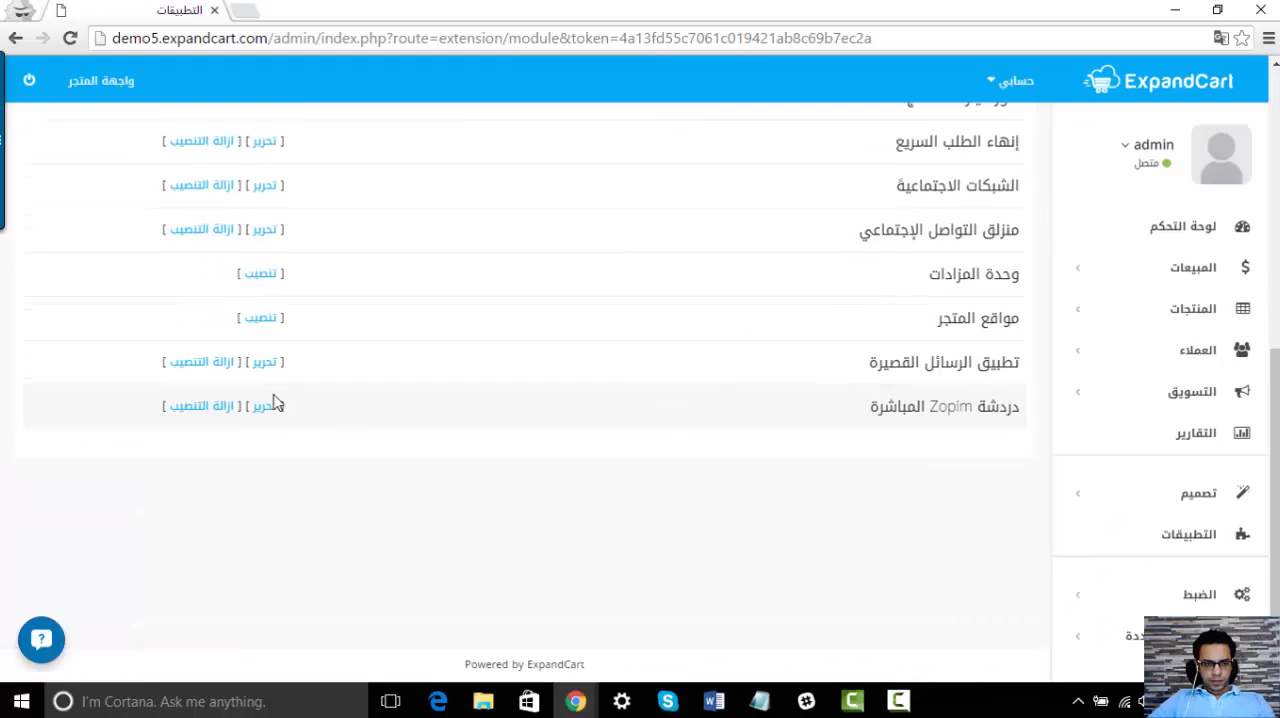 التطبيقات
demo5.expandcart.com/admin/index.php?route=extension/module&token=4a13fd55c7061c019421ab8c69b7ec2a
ExpandCart
حسابي
واجهة المتجر
admin
متصل
لوحة التحكم
المبيعات
المنتجات
العملاء
التسويق
التقارير
تصميم
التطبيقات
الضبط
إنهاء الطلب السريع [ تحرير ] [ ازالة التنصيب ]
الشبكات الاجتماعية [ تحرير ] [ ازالة التنصيب ]
منزلق التواصل الإجتماعي [ تحرير ] [ ازالة التنصيب ]
وحدة المزادات [ تنصيب ]
مواقع المتجر [ تنصيب ]
تطبيق الرسائل القصيرة [ تحرير ] [ ازالة التنصيب ]
دردشة Zopim المباشرة [ تحرير ] [ ازالة التنصيب ]
Powered by ExpandCart
I'm Cortana. Ask me anything.